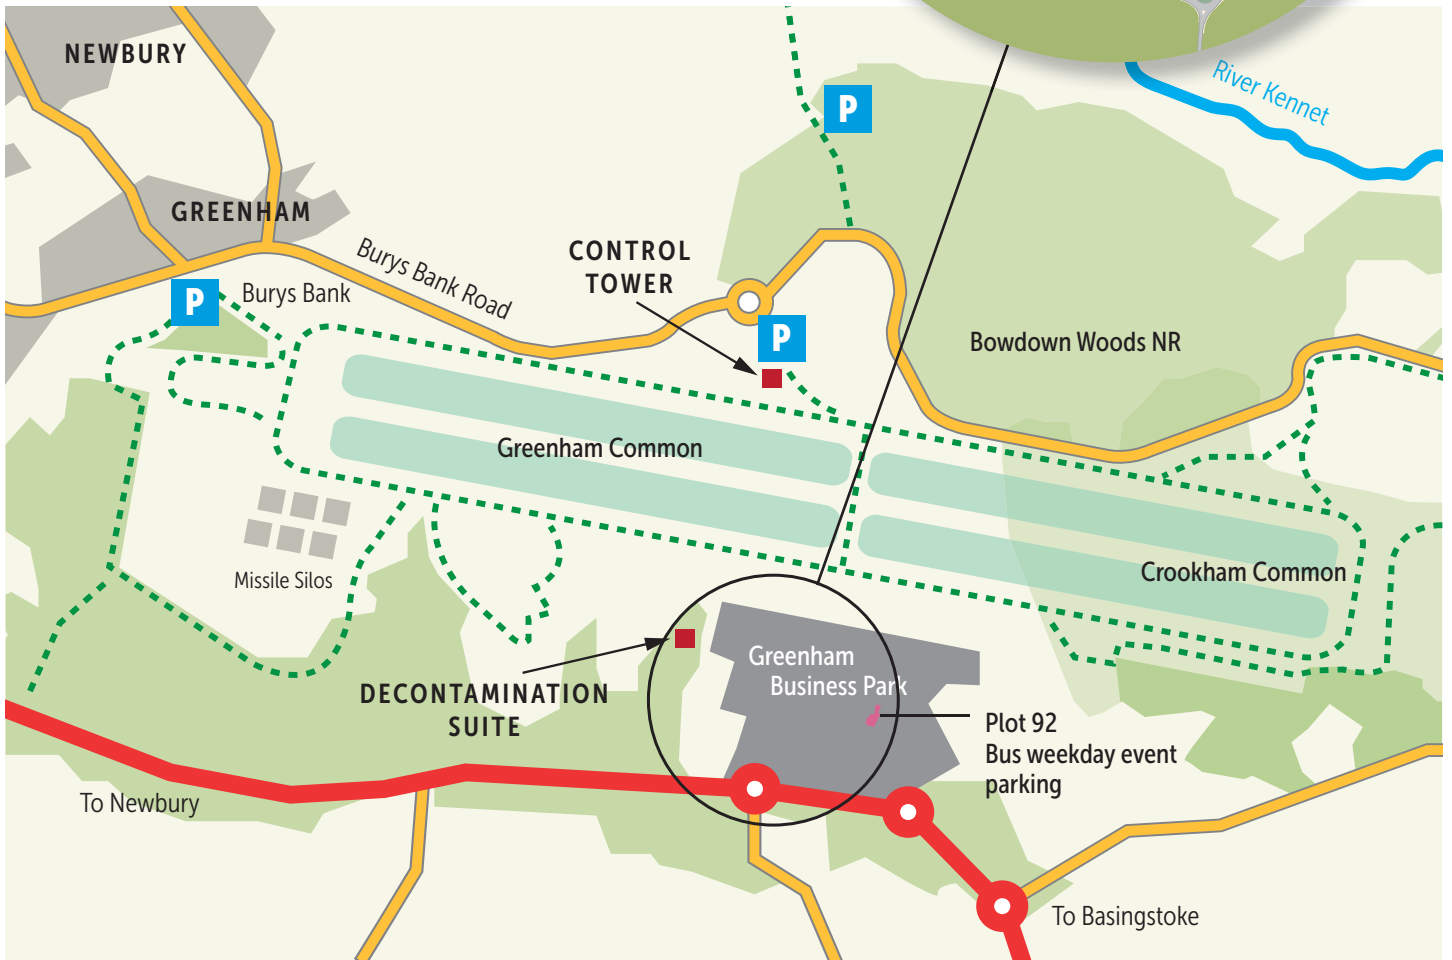 NEWBURY
River Kennet
P
GREENHAM
Burys Bank Road
CONTROL
TOWER
P
Burys Bank
P
Bowdown Woods NR
Greenham Common
Missile Silos
Crookham Common
Greenham
Business Park
DECONTAMINATION
SUITE
Plot 92
Bus weekday event
parking
To Newbury
To Basingstoke